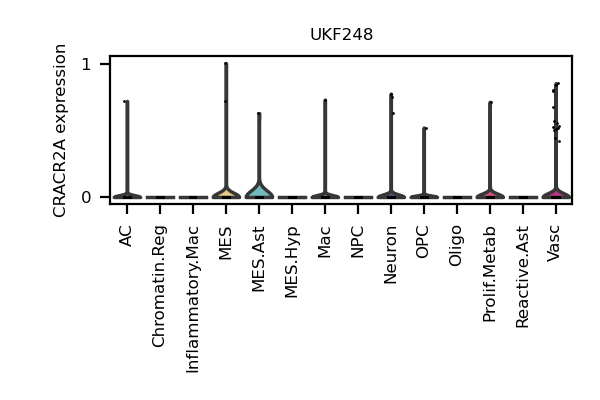 UKF248
CRACR2A expression
1
0
AC
Chromatin.Reg
Inflammatory.Mac
MES
MES.Ast
MES.Hyp
Mac
NPC
Neuron
OPC
Oligo
Prolif.Metab
Reactive.Ast
Vasc